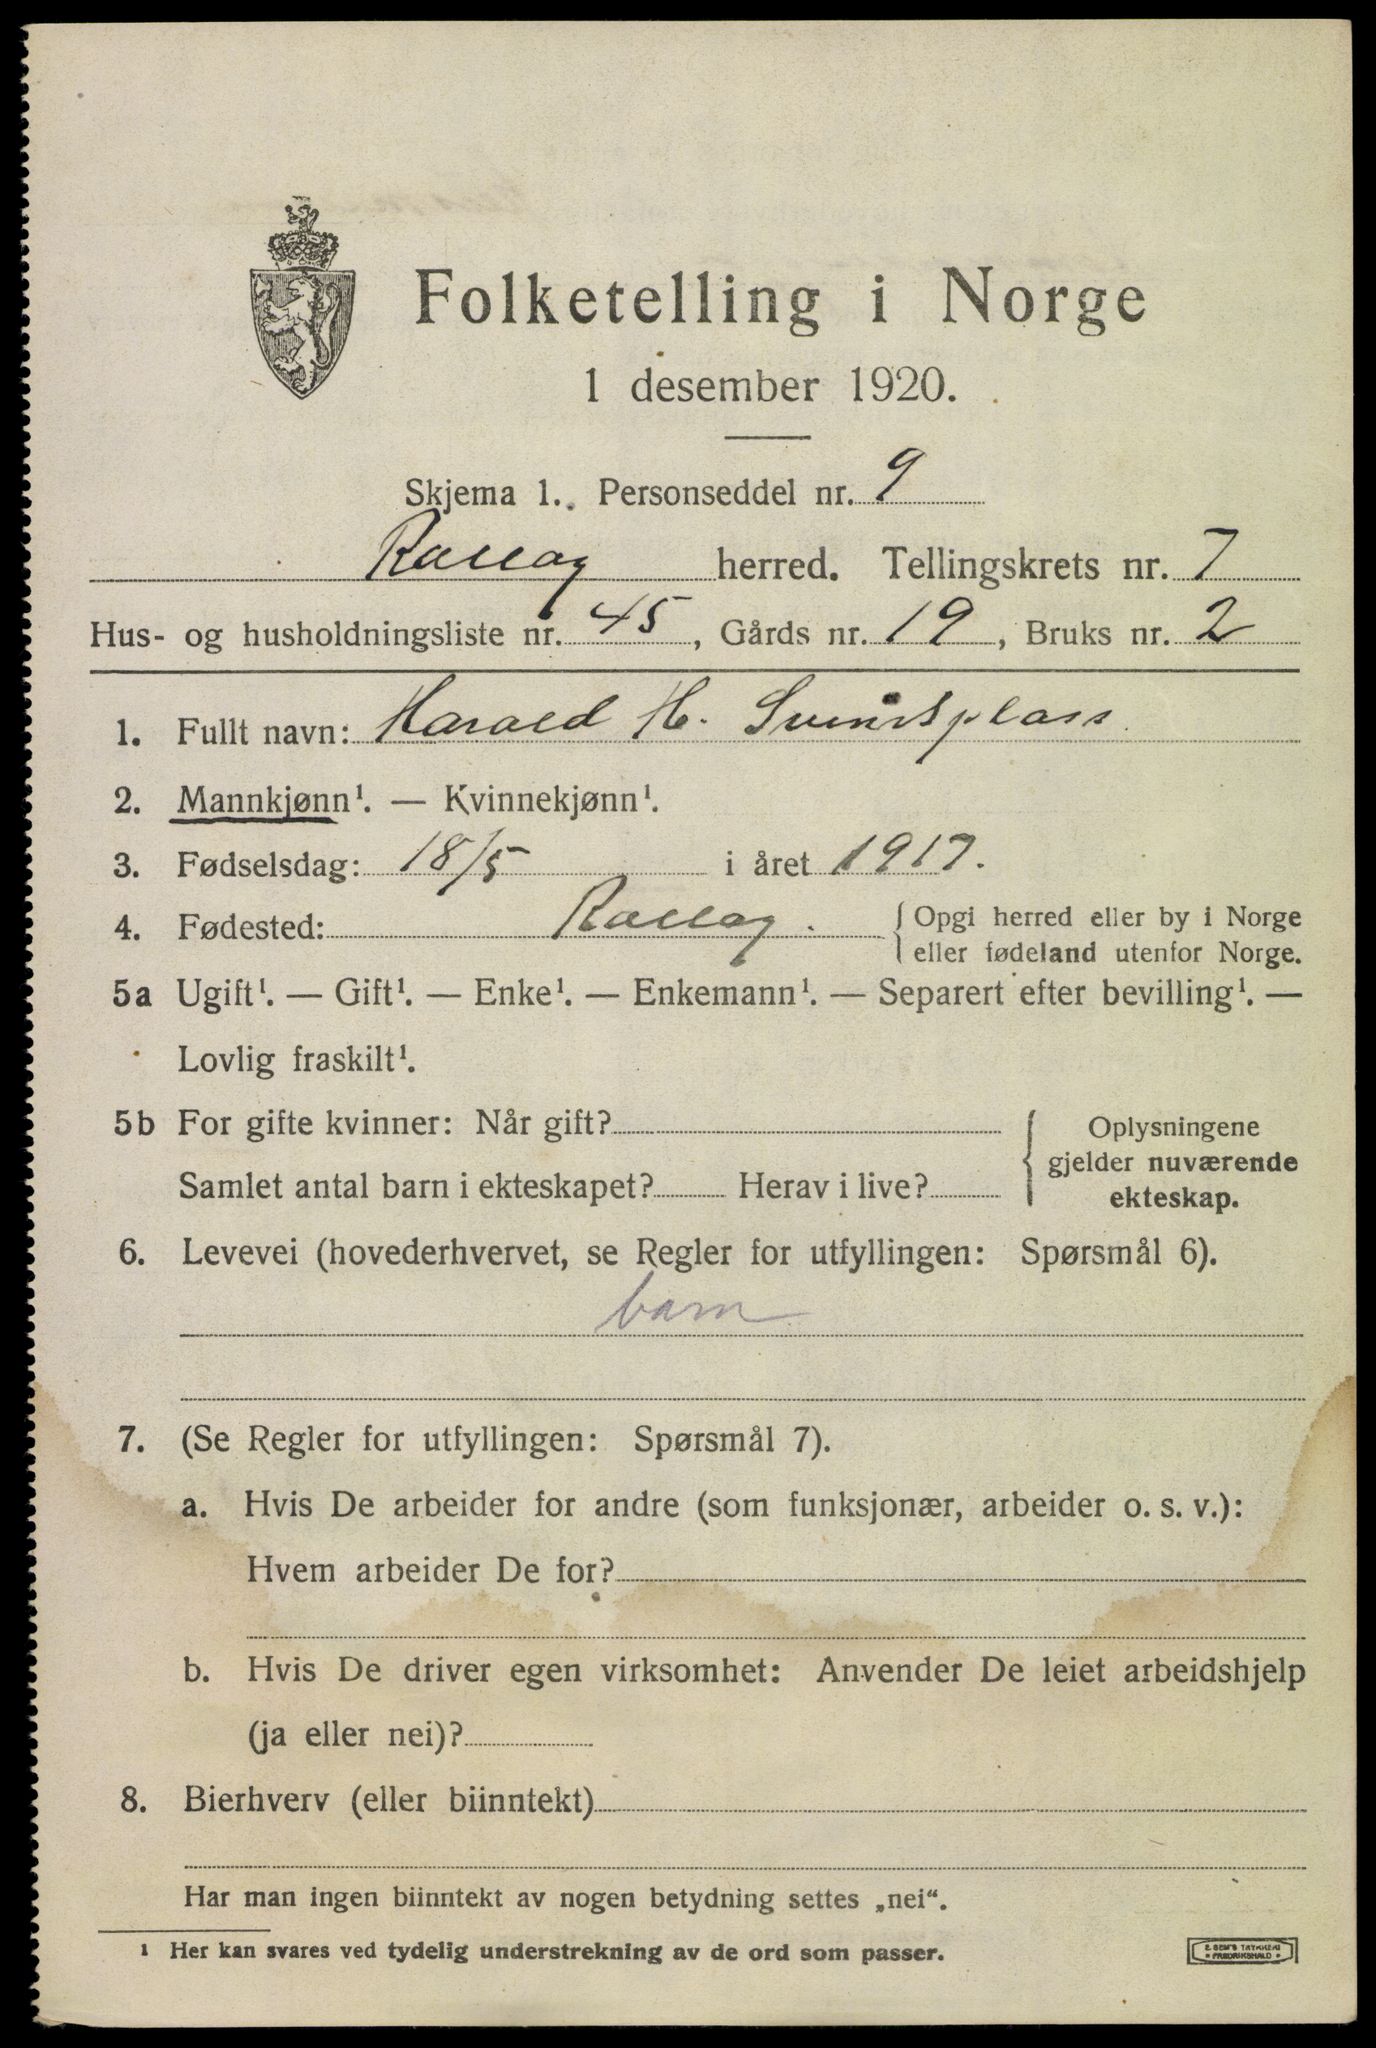 Folketelling i Norge
1 desember 1920.
Skjema 1. Personseddel nr. 9
Rollag herred. Tellingskrets nr. 7
Hus- og husholdningsliste nr. 45, Gårds nr. 19, Bruks nr. 2
1. Fullt navn: Harald H. Svendsplass
2. Mannkjønn¹. — Kvinnekjønn¹.
3. Fødselsdag: 18/5 i året 1917.
4. Fødested: Rollag. { Opgi herred eller by i Norge
eller fødeland utenfor Norge.
5a Ugift¹. — Gift¹. — Enke¹. — Enkemann¹. — Separert efter bevilling¹. —
Lovlig fraskilt¹.
5b For gifte kvinner: Når gift?
Samlet antal barn i ekteskapet? Herav i live?
{ Oplysningene
gjelder nuværende
ekteskap.
6. Levevei (hovederhvervet, se Regler for utfyllingen: Spørsmål 6).
barn
7. (Se Regler for utfyllingen: Spørsmål 7).
a. Hvis De arbeider for andre (som funksjonær, arbeider o. s. v.):
Hvem arbeider De for?
b. Hvis De driver egen virksomhet: Anvender De leiet arbeidshjelp
(ja eller nei)?
8. Bierhverv (eller biinntekt)
Har man ingen biinntekt av nogen betydning settes „nei“.
¹ Her kan svares ved tydelig understrekning av de ord som passer.
E. SEM'S TRYKKERI
* FREDRIKSHALD *